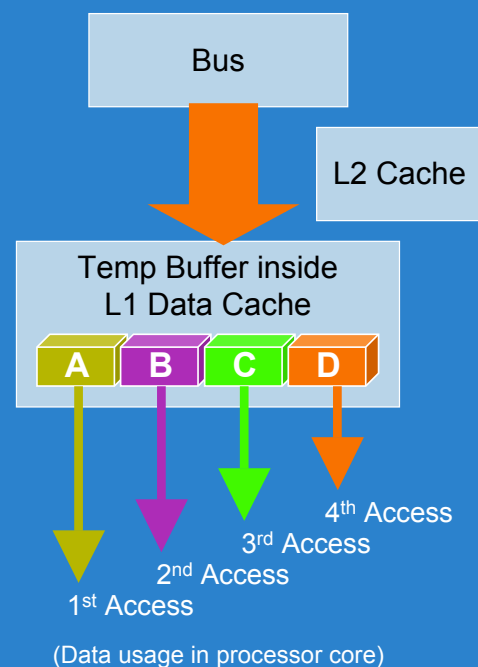 Bus
L2 Cache
Temp Buffer inside
L1 Data Cache
A B C D
4th Access
3rd Access
2nd Access
1st Access
(Data usage in processor core)